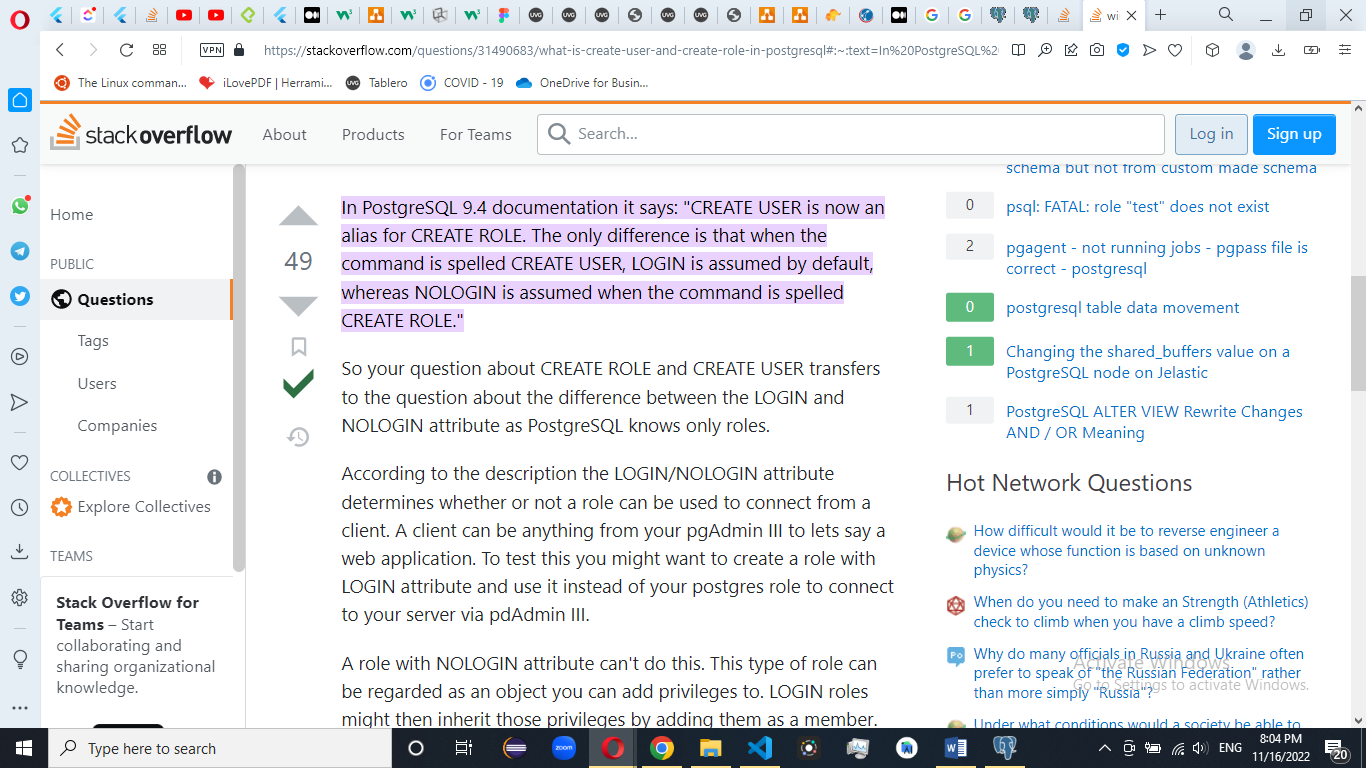 wi
VPN
https://stackoverflow.com/questions/31490683/what-is-create-user-and-create-role-in-postgresql#:~:text=In%20PostgreSQL%2
The Linux comman...
iLovePDF | Herrami...
Tablero
COVID - 19
OneDrive for Busin...
stackoverflow
About
Products
For Teams
Search...
Log in
Sign up
Home
PUBLIC
Questions
Tags
Users
Companies
COLLECTIVES
Explore Collectives
TEAMS
Stack Overflow for
Teams – Start
collaborating and
sharing organizational
knowledge.
49
In PostgreSQL 9.4 documentation it says: "CREATE USER is now an
alias for CREATE ROLE. The only difference is that when the
command is spelled CREATE USER, LOGIN is assumed by default,
whereas NOLOGIN is assumed when the command is spelled
CREATE ROLE."
So your question about CREATE ROLE and CREATE USER transfers
to the question about the difference between the LOGIN and
NOLOGIN attribute as PostgreSQL knows only roles.
According to the description the LOGIN/NOLOGIN attribute
determines whether or not a role can be used to connect from a
client. A client can be anything from your pgAdmin III to lets say a
web application. To test this you might want to create a role with
LOGIN attribute and use it instead of your postgres role to connect
to your server via pdAdmin III.
A role with NOLOGIN attribute can't do this. This type of role can
be regarded as an object you can add privileges to. LOGIN roles
might then inherit those privileges by adding them as a member.
schema but not from custom made schema
0 psql: FATAL: role "test" does not exist
2 pgagent - not running jobs - pgpass file is
correct - postgresql
0 postgresql table data movement
1 Changing the shared_buffers value on a
PostgreSQL node on Jelastic
1 PostgreSQL ALTER VIEW Rewrite Changes
AND / OR Meaning
Hot Network Questions
How difficult would it be to reverse engineer a
device whose function is based on unknown
physics?
When do you need to make an Strength (Athletics)
check to climb when you have a climb speed?
Po
Why do many officials in Russia and Ukraine often
prefer to speak of "the Russian Federation" rather
than more simply "Russia"?
Under what conditions would a society be able to
Activate Windows
Go to Settings to activate Windows.
Type here to search
zoom
ENG
8:04 PM
11/16/2022
20